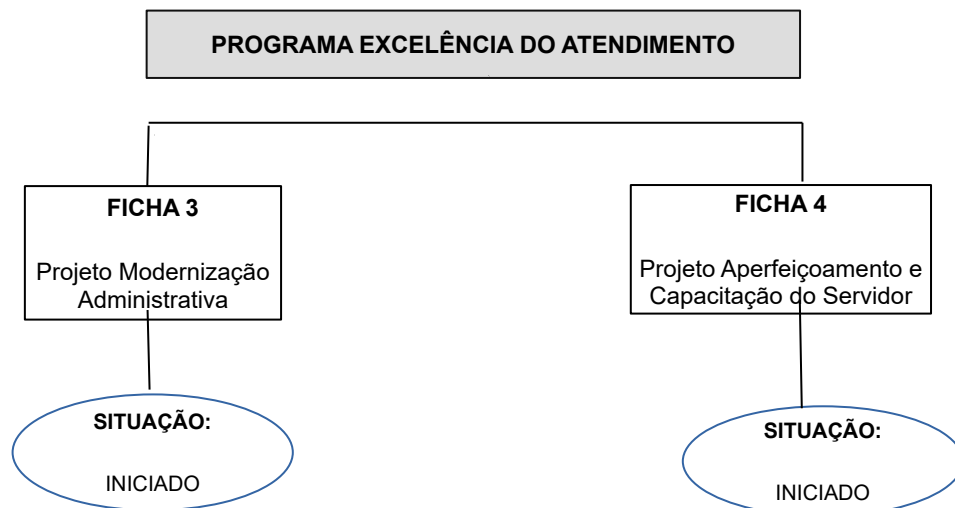 PROGRAMA EXCELÊNCIA DO ATENDIMENTO
FICHA 3
Projeto Modernização
Administrativa
SITUAÇÃO:
INICIADO
FICHA 4
Projeto Aperfeiçoamento e
Capacitação do Servidor
SITUAÇÃO:
INICIADO